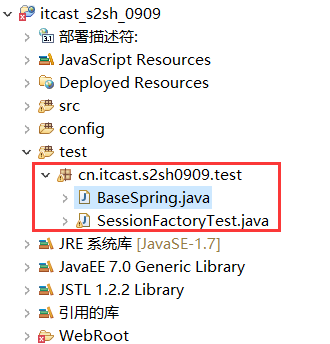 itcast_s2sh_0909
部署描述符:
JavaScript Resources
Deployed Resources
src
config
test
cn.itcast.s2sh0909.test
BaseSpring.java
SessionFactoryTest.java
JRE 系统库 [JavaSE-1.7]
JavaEE 7.0 Generic Library
JSTL 1.2.2 Library
引用的库
WebRoot